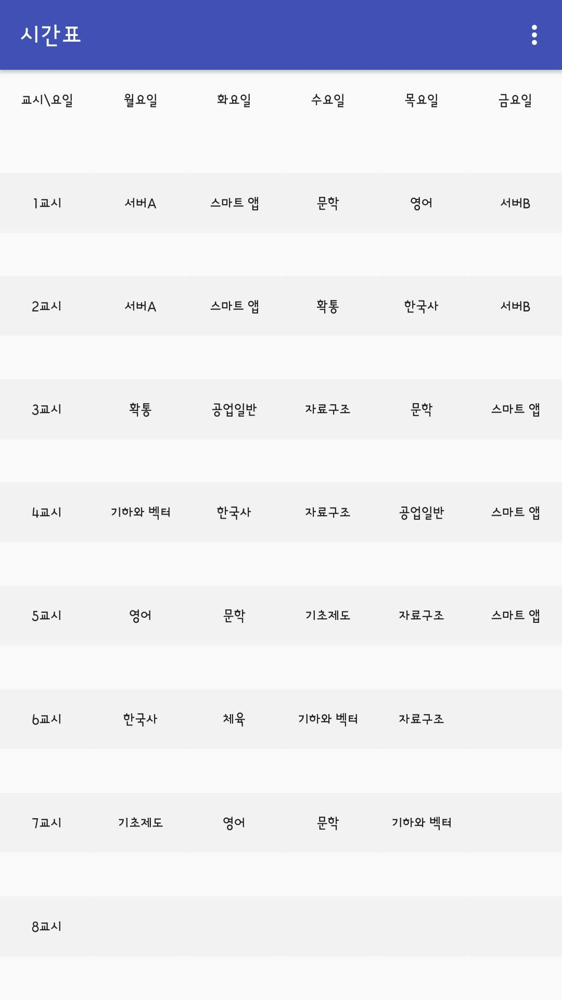 시간표
교시\요일 월요일 화요일 수요일 목요일 금요일
1교시 서버A 스마트 앱 문학 영어 서버B
2교시 서버A 스마트 앱 확통 한국사 서버B
3교시 확통 공업일반 자료구조 문학 스마트 앱
4교시 기하와 벡터 한국사 자료구조 공업일반 스마트 앱
5교시 영어 문학 기초제도 자료구조 스마트 앱
6교시 한국사 체육 기하와 벡터 자료구조
7교시 기초제도 영어 문학 기하와 벡터
8교시